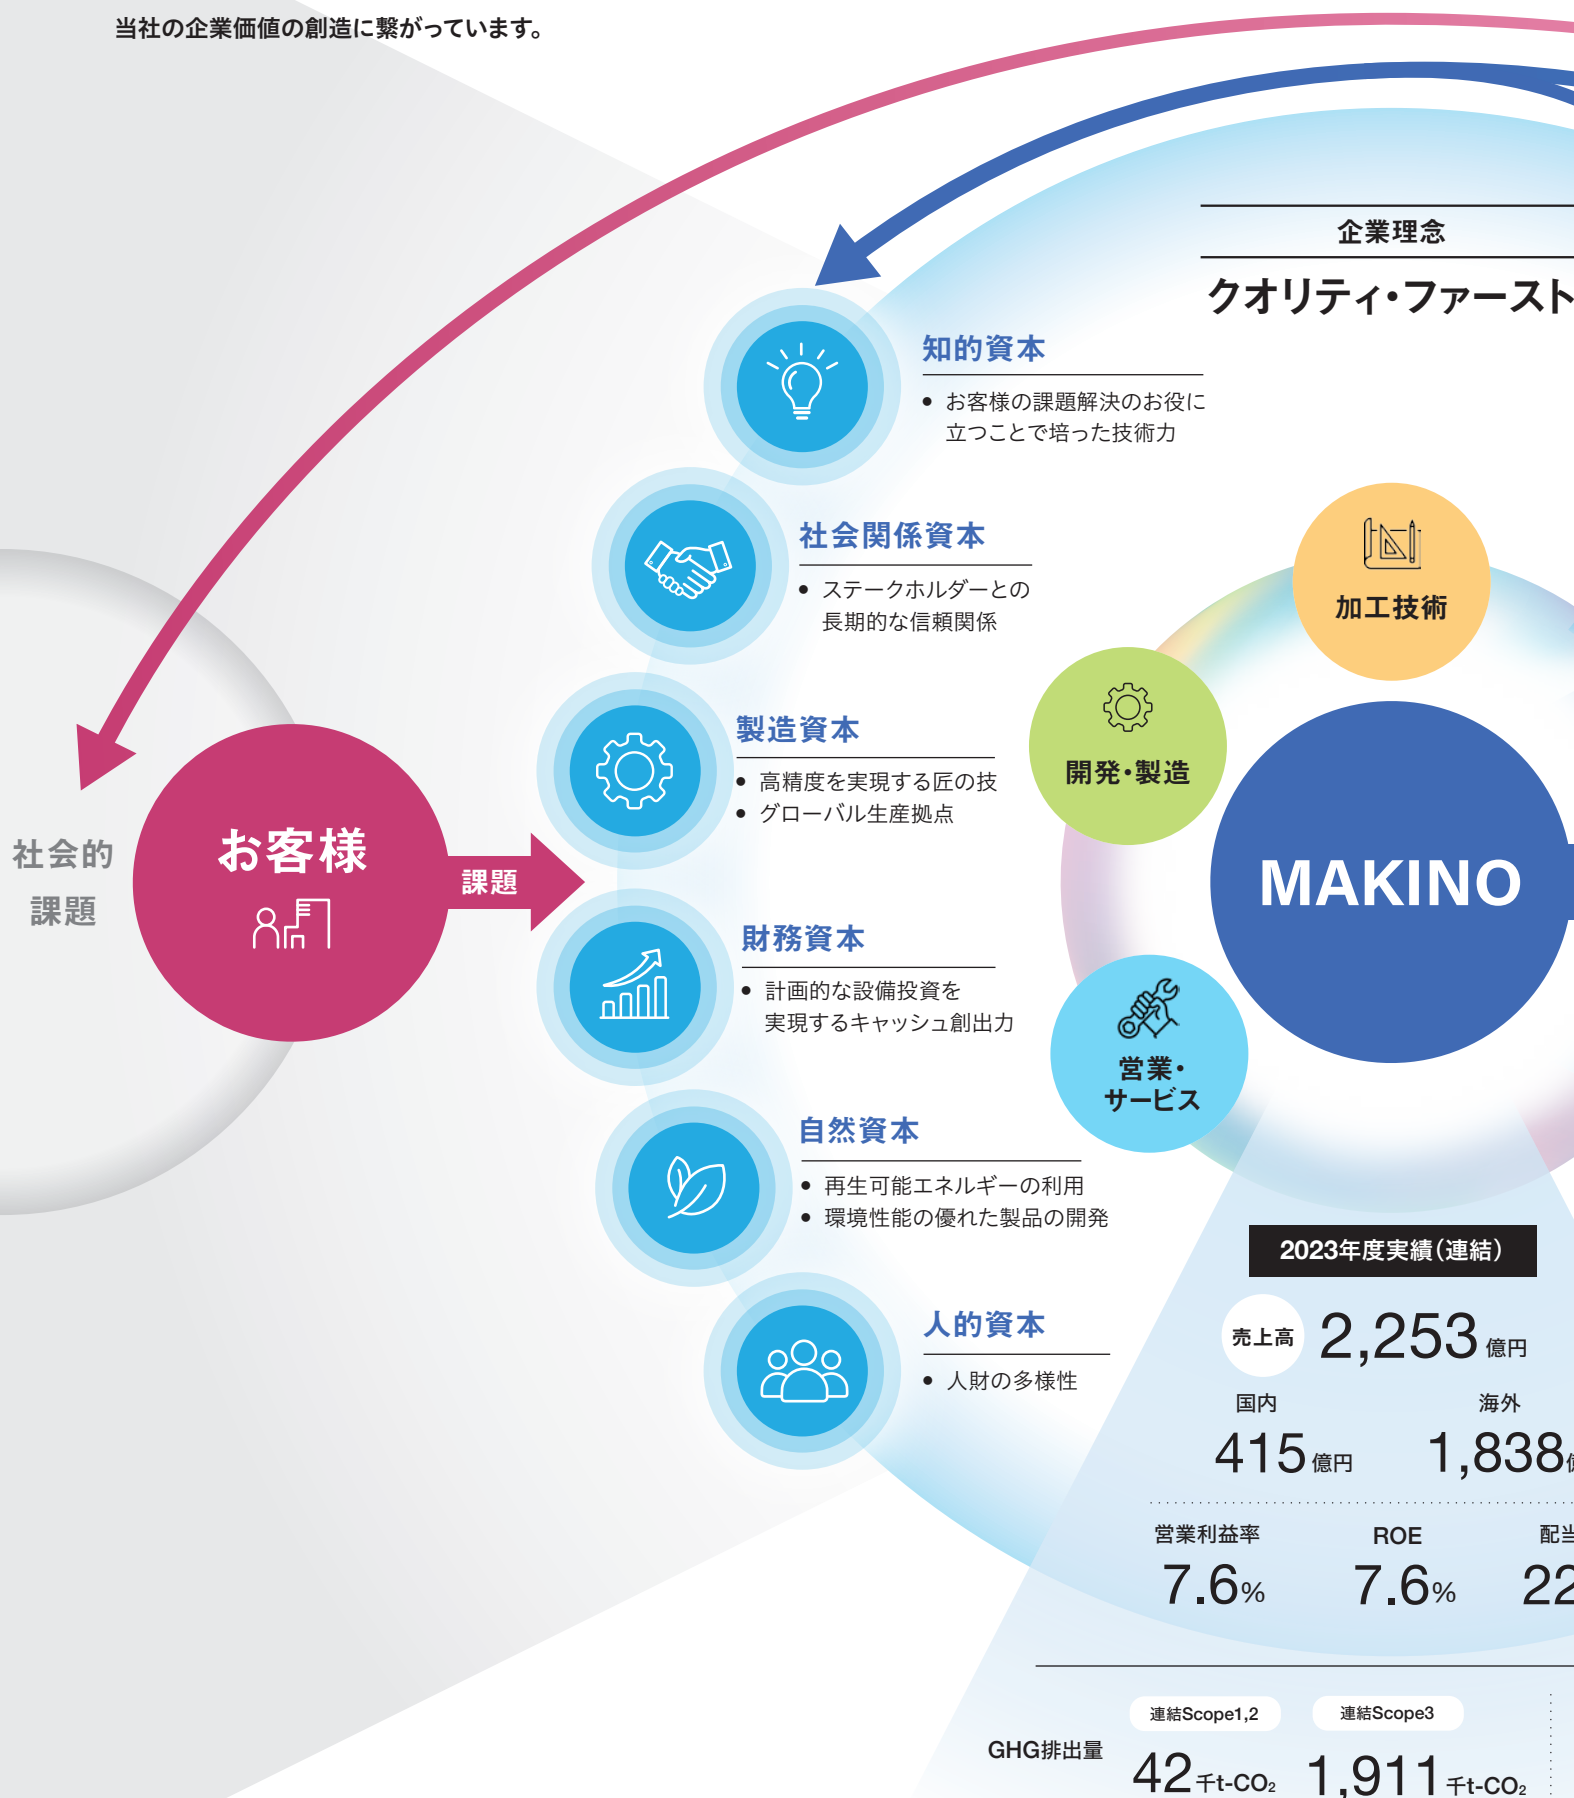 当社の企業価値の創造に繋がっています。
企業理念
クオリティ・ファースト
知的資本
• お客様の課題解決のお役に
立つことで培った技術力
社会関係資本
• ステークホルダーとの
長期的な信頼関係
製造資本
• 高精度を実現する匠の技
• グローバル生産拠点
財務資本
• 計画的な設備投資を
実現するキャッシュ創出力
自然資本
• 再生可能エネルギーの利用
• 環境性能の優れた製品の開発
人的資本
• 人財の多様性
社会的
課題
お客様
課題
加工技術
開発・製造
MAKINO
営業・
サービス
2023年度実績(連結)
売上高 2,253億円
国内 海外
415億円 1,838
営業利益率 ROE 配当
7.6% 7.6% 22
連結Scope1,2 連結Scope3
GHG排出量
42千t-CO₂ 1,911千t-CO₂